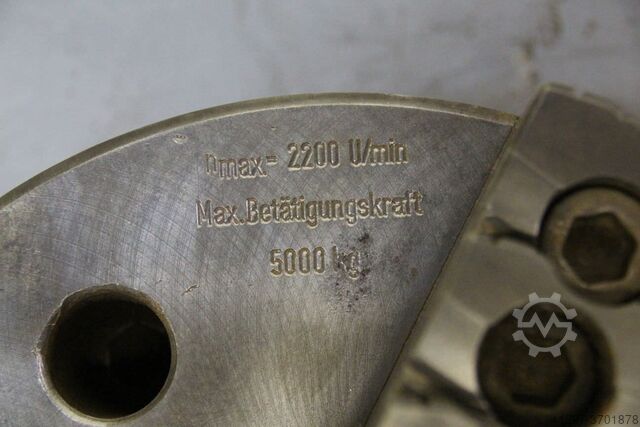 nmax= 2200 U/min
Max.Betätigungskraft
5000 kg